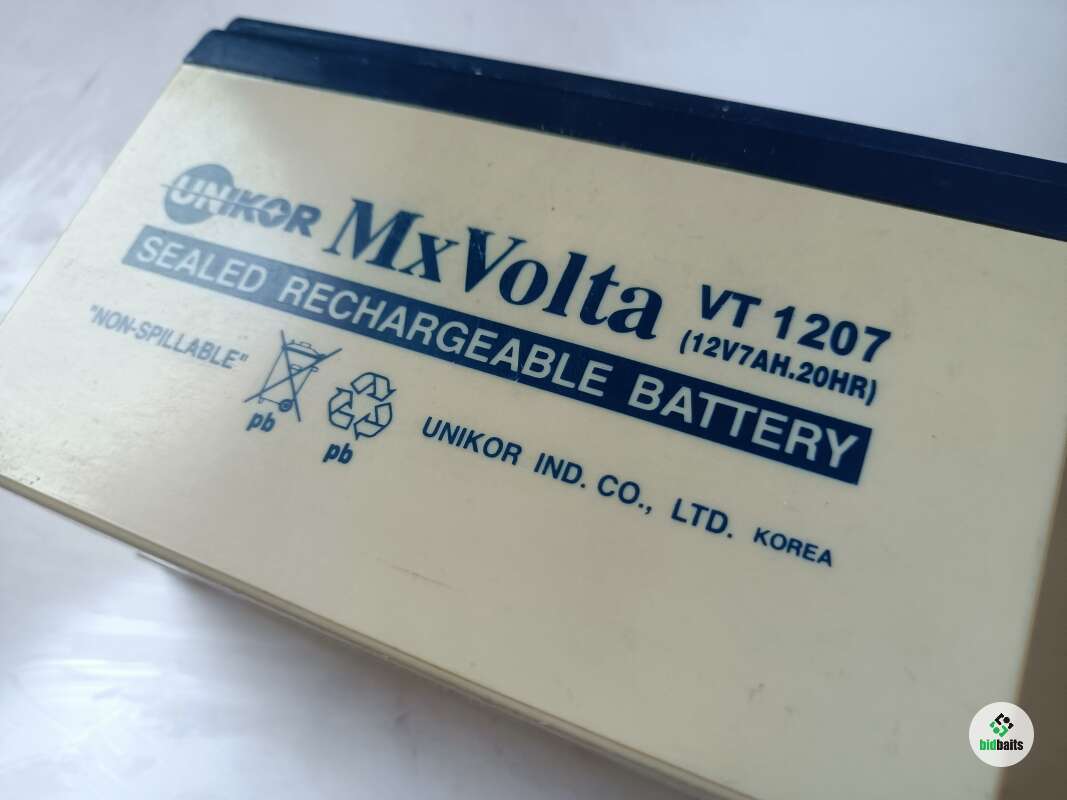 UNIKOR MxVolta VT 1207
(12V7AH.20HR)
SEALED RECHARGEABLE BATTERY
"NON-SPILLABLE"
pb
pb
UNIKOR IND. CO., LTD. KOREA
bidbaits